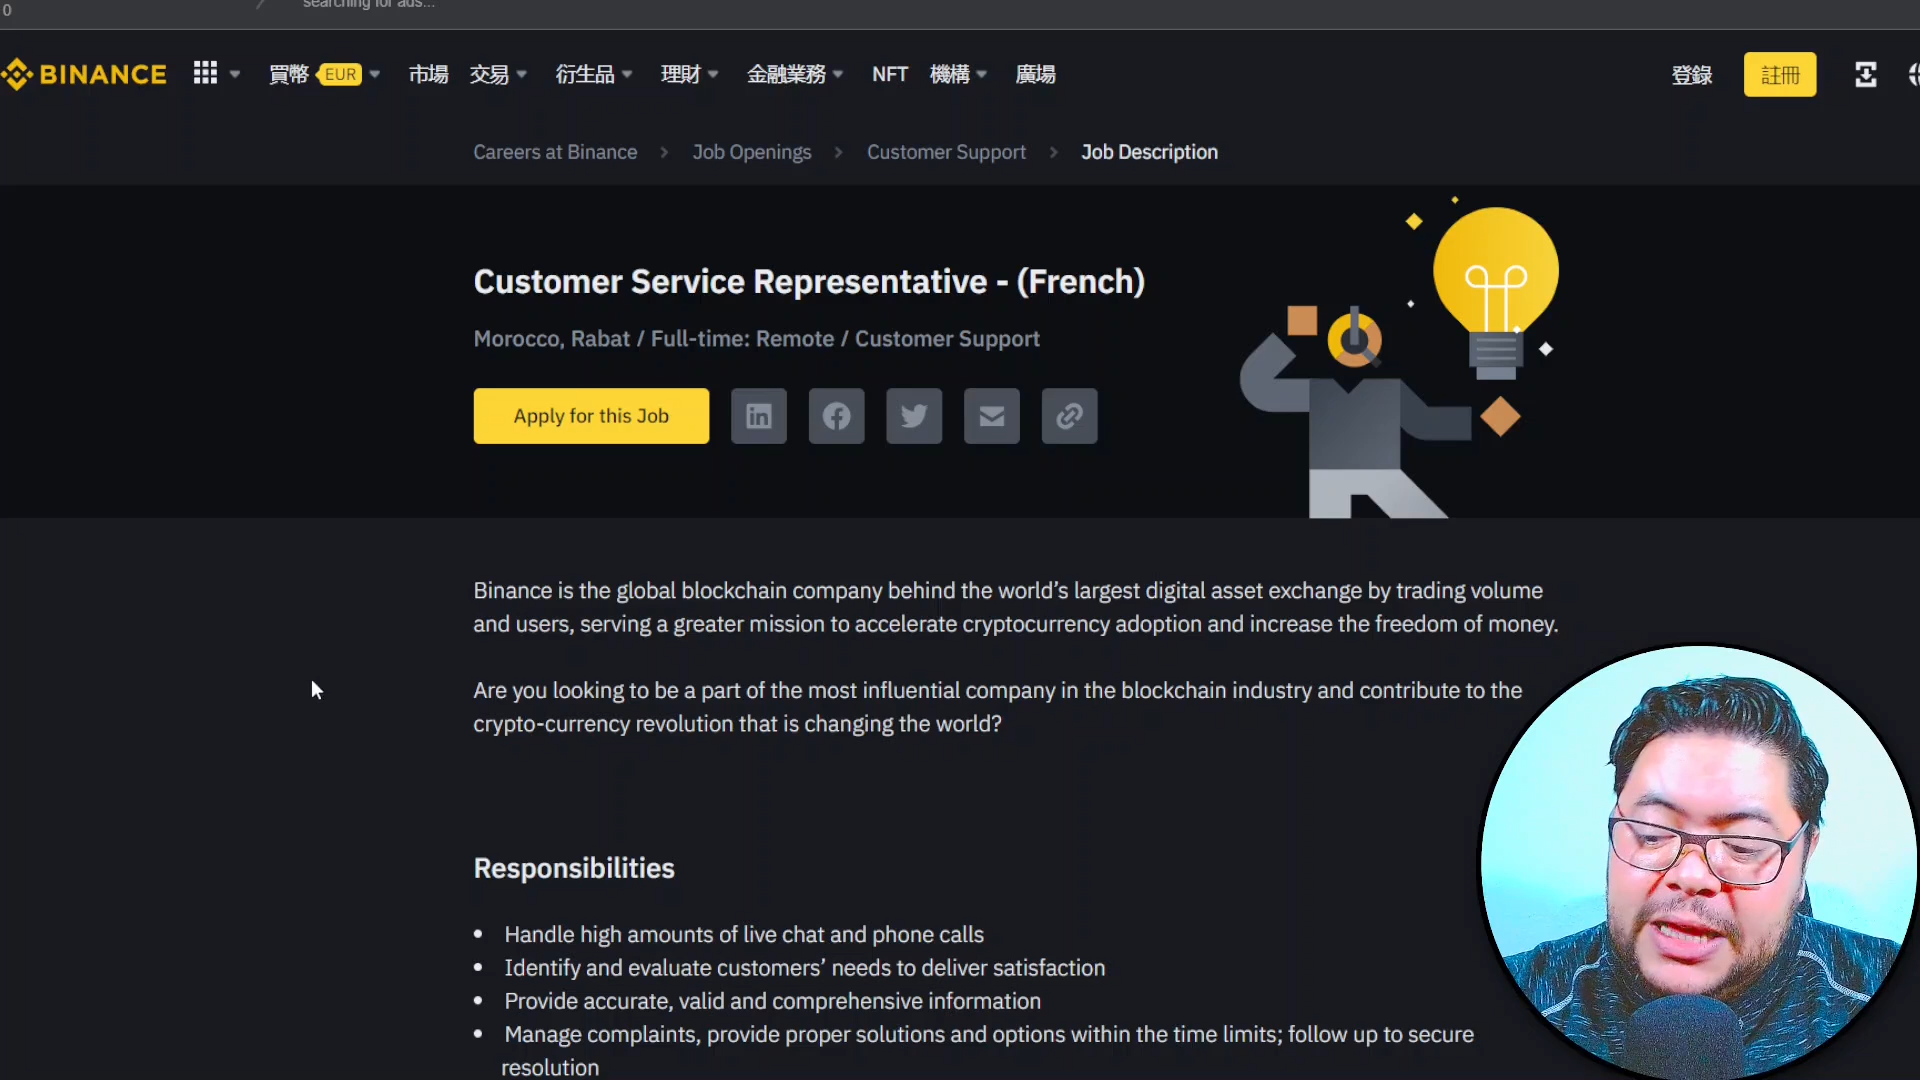 searching for ads...
0
BINANCE 買幣 EUR 市場 交易 衍生品 理財 金融業務 NFT 機構 廣場 登錄 註冊
Careers at Binance > Job Openings > Customer Support > Job Description
Customer Service Representative - (French)
Morocco, Rabat / Full-time: Remote / Customer Support
Apply for this Job in
Binance is the global blockchain company behind the world’s largest digital asset exchange by trading volume
and users, serving a greater mission to accelerate cryptocurrency adoption and increase the freedom of money.
Are you looking to be a part of the most influential company in the blockchain industry and contribute to the
crypto-currency revolution that is changing the world?
Responsibilities
• Handle high amounts of live chat and phone calls
• Identify and evaluate customers’ needs to deliver satisfaction
• Provide accurate, valid and comprehensive information
• Manage complaints, provide proper solutions and options within the time limits; follow up to secure
resolution